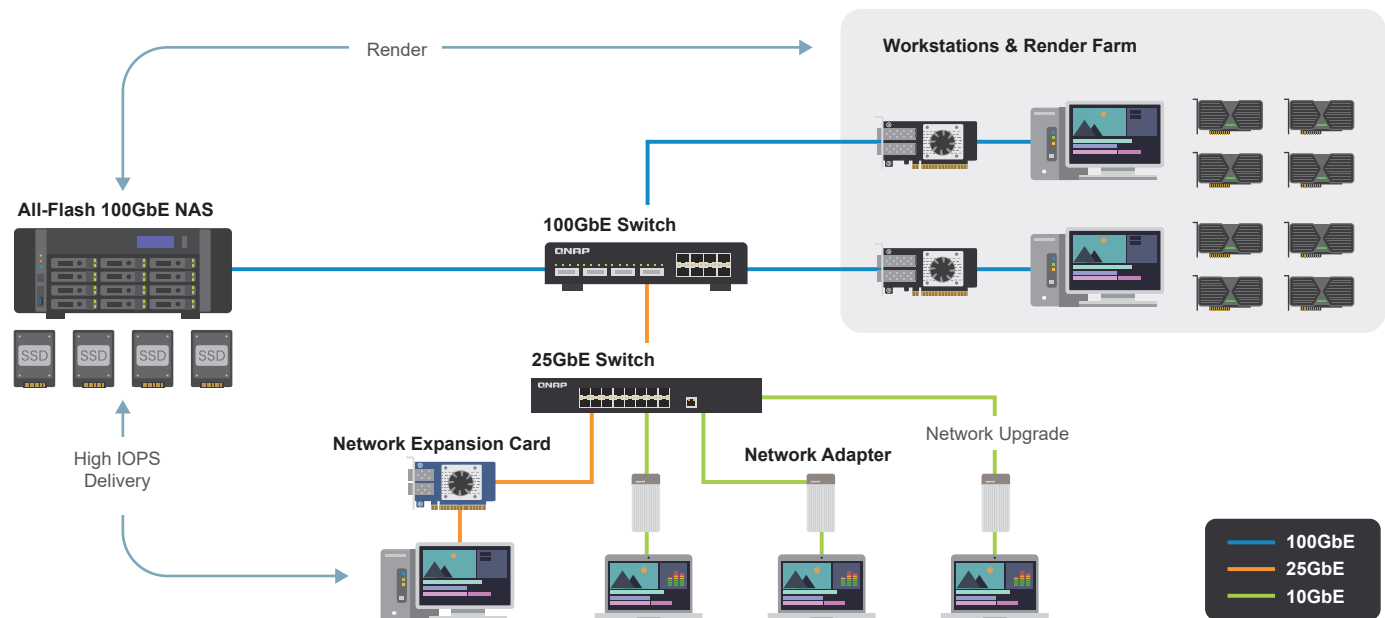 Render
Workstations & Render Farm
All-Flash 100GbE NAS
100GbE Switch
QNAP
SSD
SSD
SSD
SSD
25GbE Switch
QNAP
High IOPS
Delivery
Network Expansion Card
Network Adapter
Network Upgrade
100GbE
25GbE
10GbE